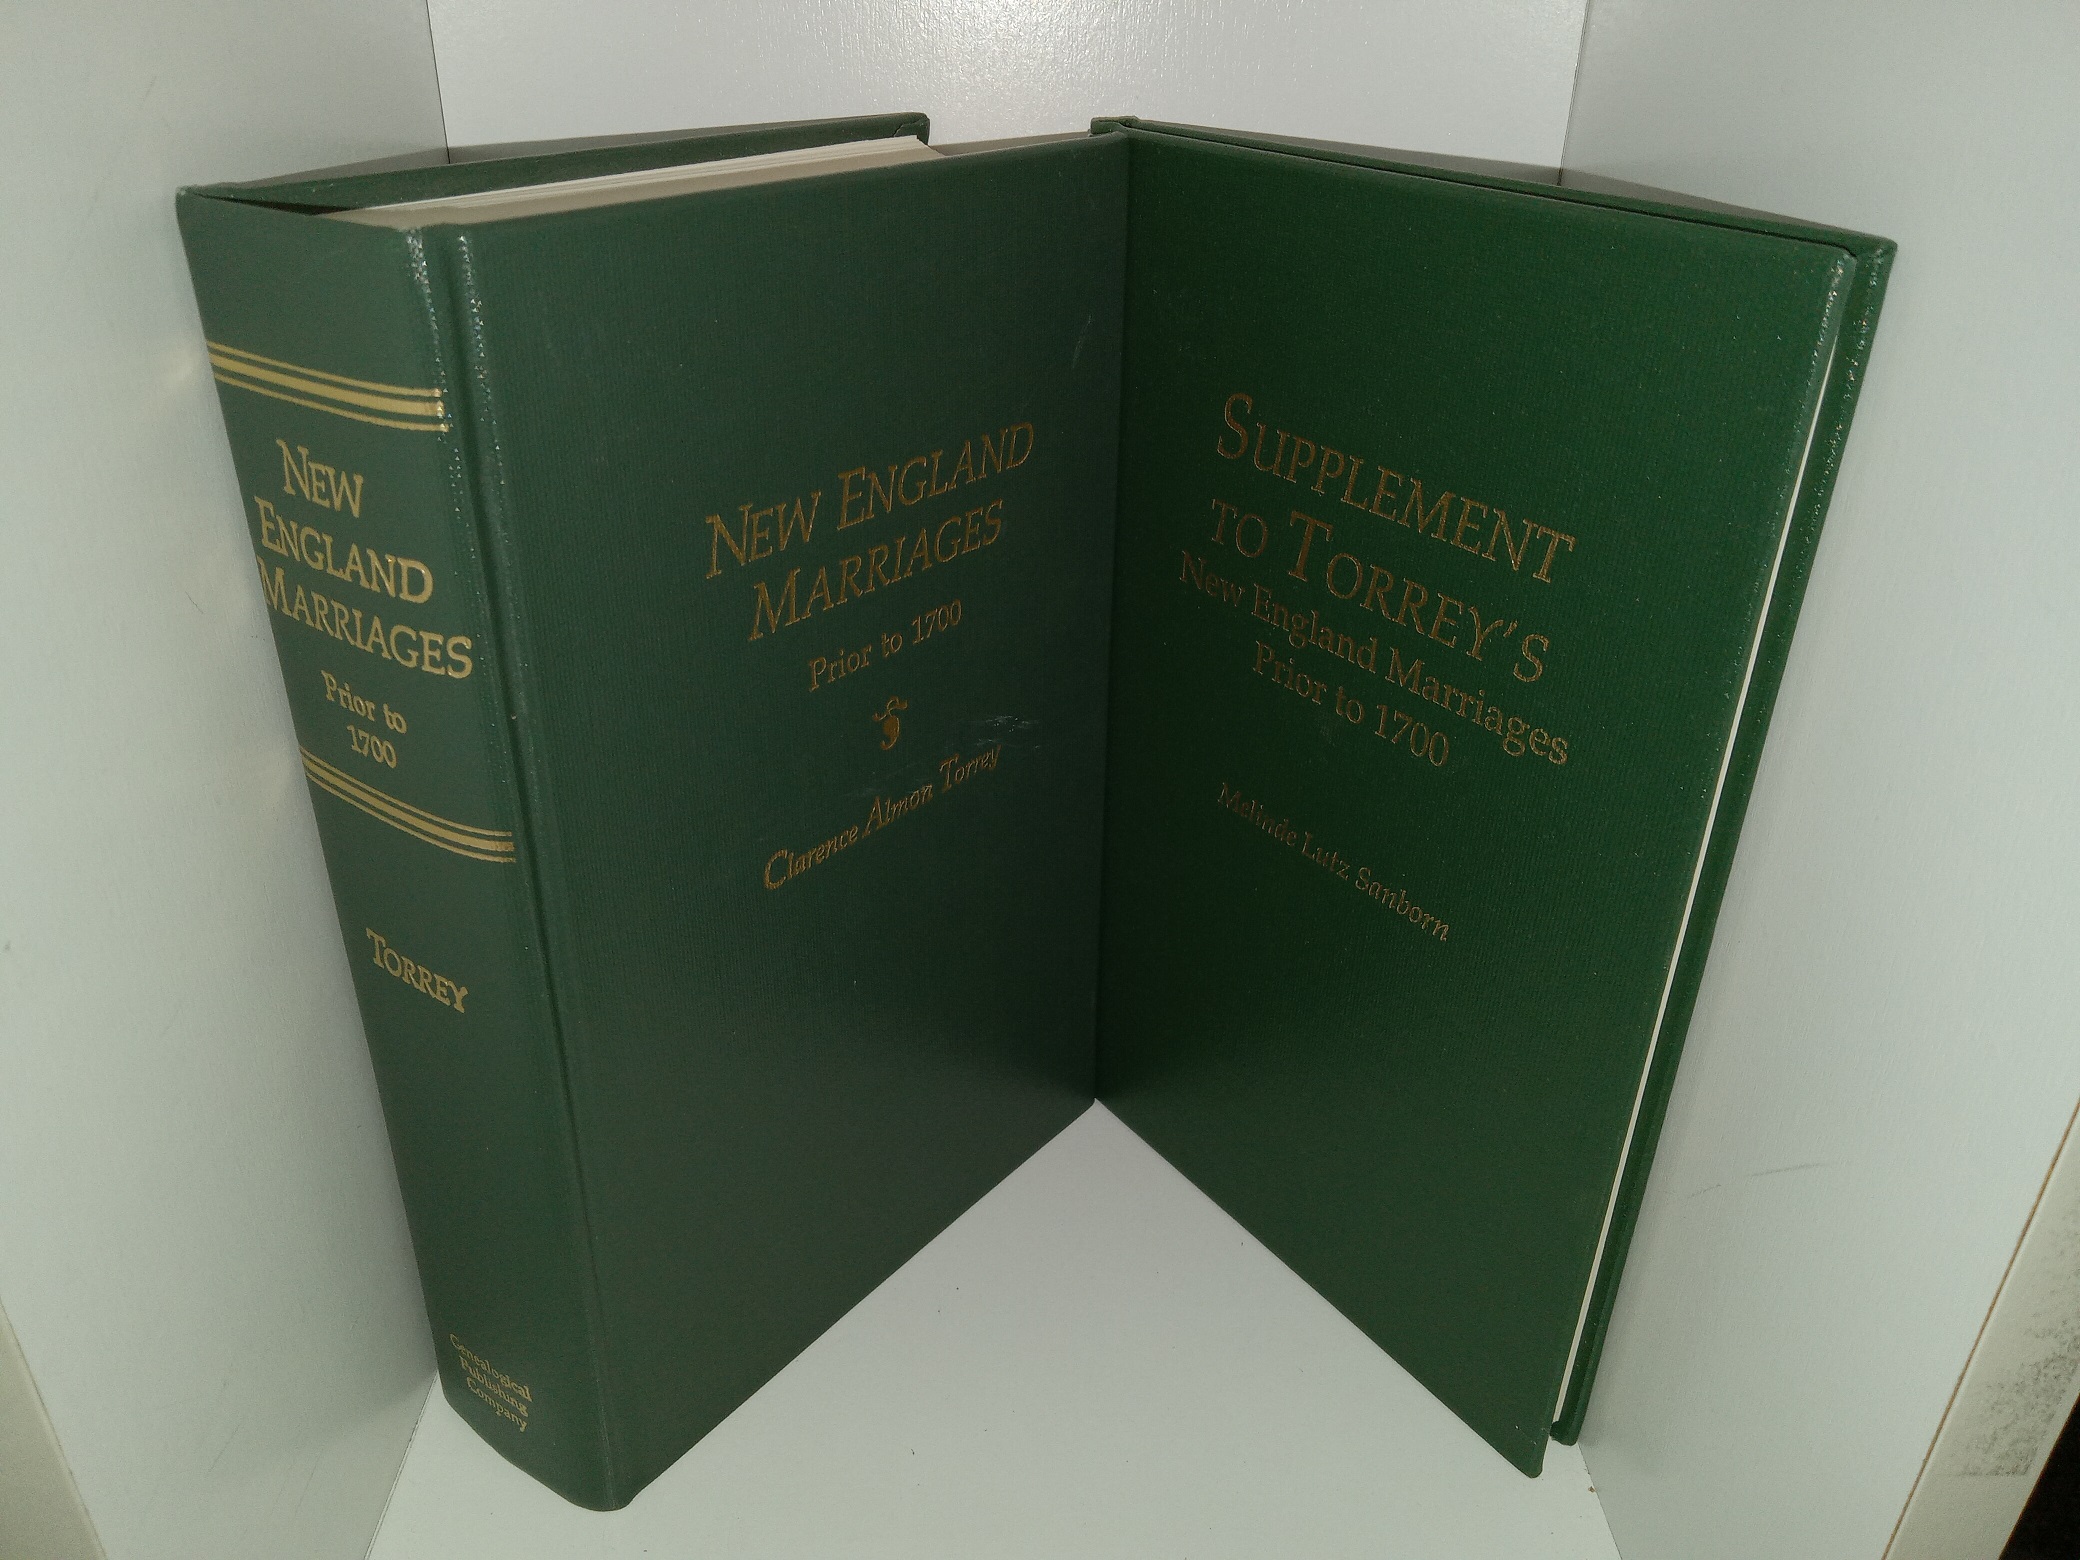 NEW
ENGLAND
MARRIAGES
Prior to
1700
TORREY
Genealogical
Publishing
Company
NEW ENGLAND
MARRIAGES
Prior to 1700
Clarence Almon Torrey
SUPPLEMENT
TO TORREY'S
New England Marriages
Prior to 1700
Melinde Lutz Sanborn